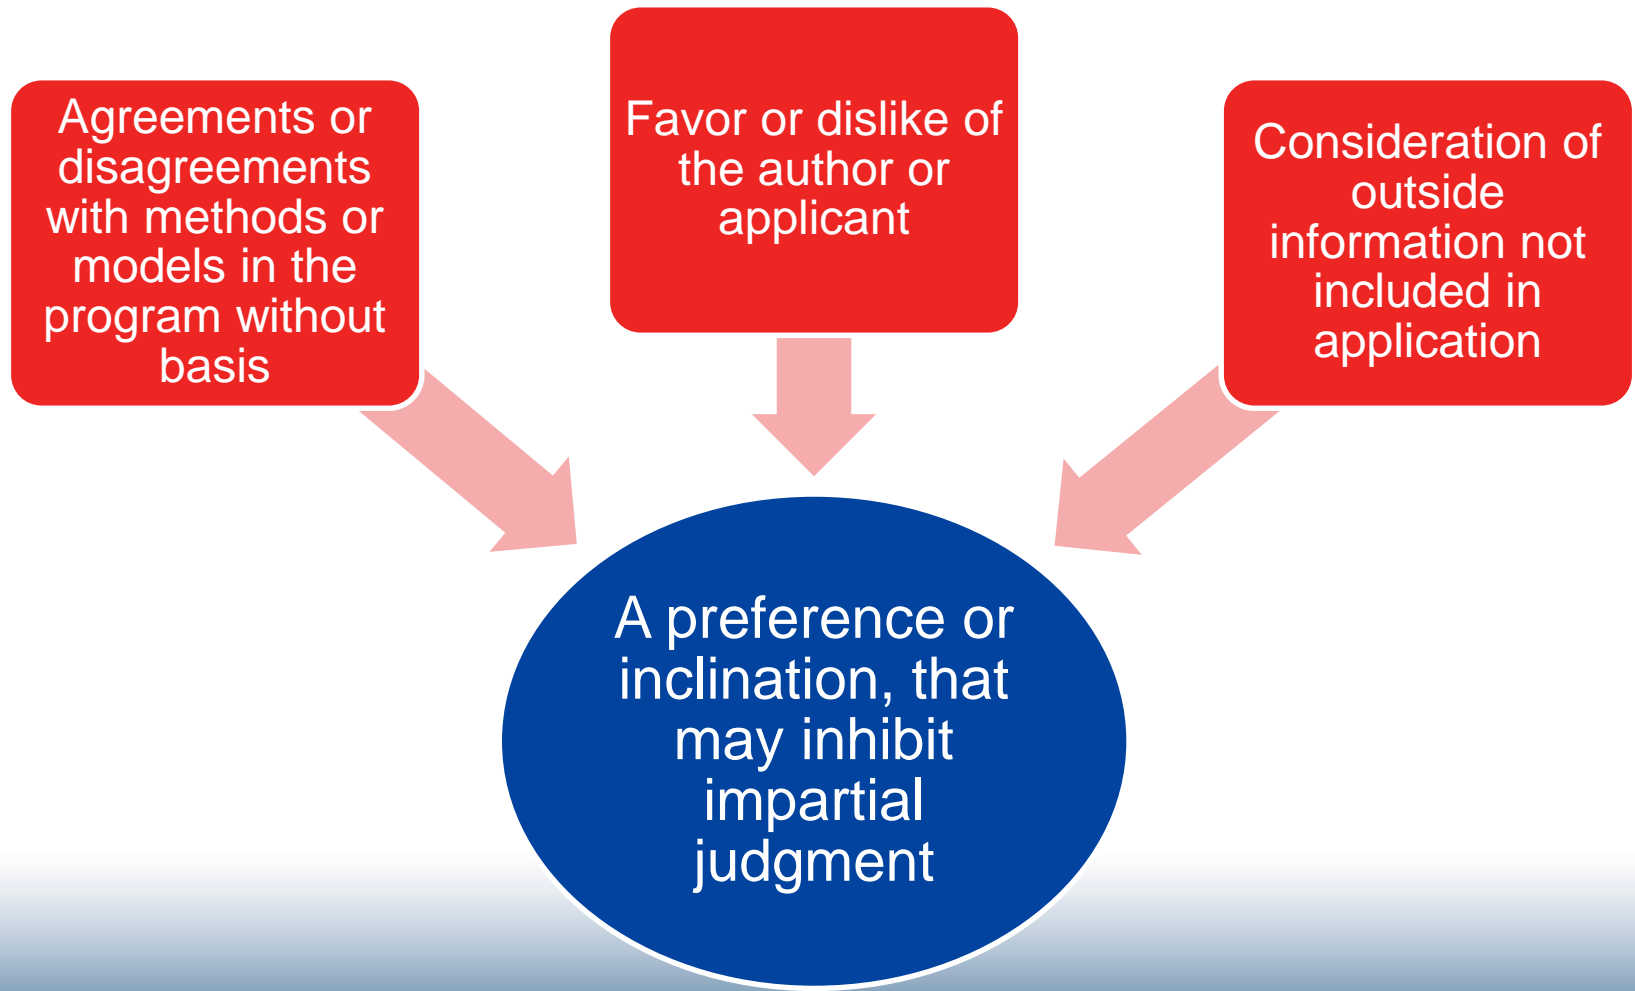 Agreements or
disagreements
with methods or
models in the
program without
basis
Favor or dislike of
the author or
applicant
Consideration of
outside
information not
included in
application
A preference or
inclination, that
may inhibit
impartial
judgment